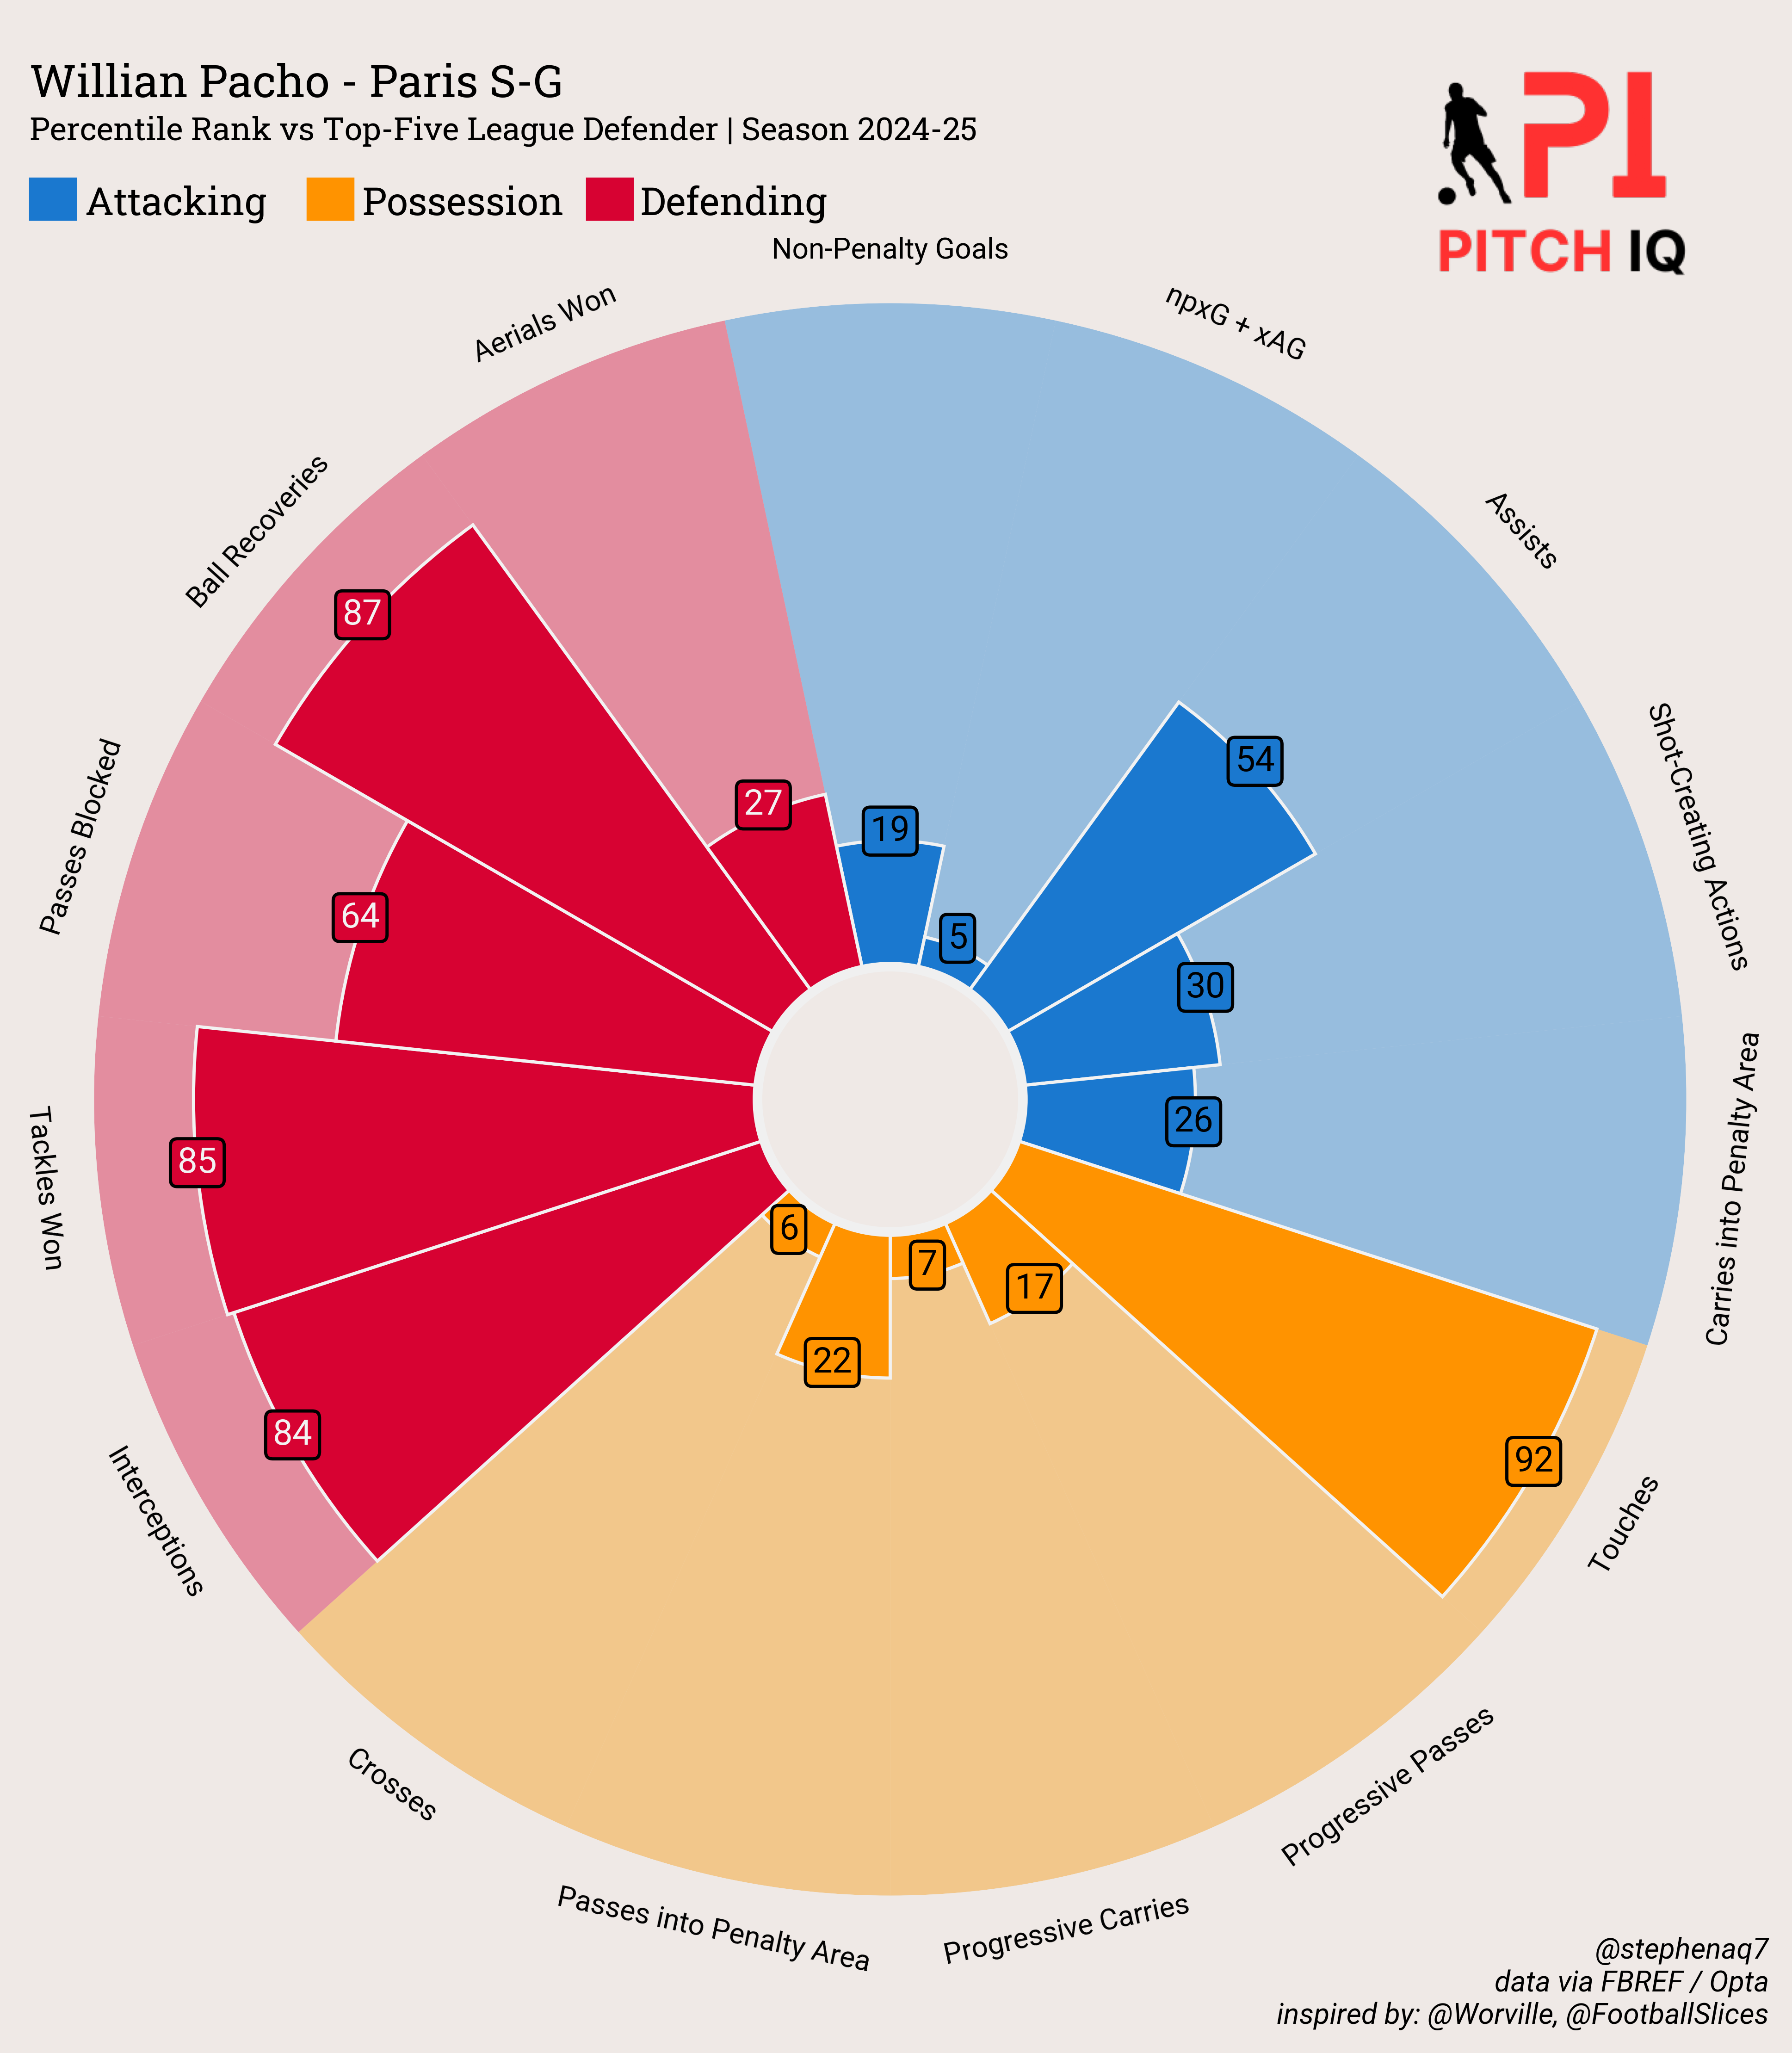 Willian Pacho - Paris S-G
Percentile Rank vs Top-Five League Defender | Season 2024-25
Attacking
Possession
Defending
PI
PITCH IQ
Non-Penalty Goals
npxG + xAG
Assists
Shot-Creating Actions
Carries into Penalty Area
Touches
Progressive Passes
Progressive Carries
Passes into Penalty Area
Crosses
Interceptions
Tackles Won
Passes Blocked
Ball Recoveries
Aerials Won
19
5
54
30
26
92
17
7
22
6
84
85
64
87
27
@stephenaq7
data via FBREF / Opta
inspired by: @Worville, @FootballSlices